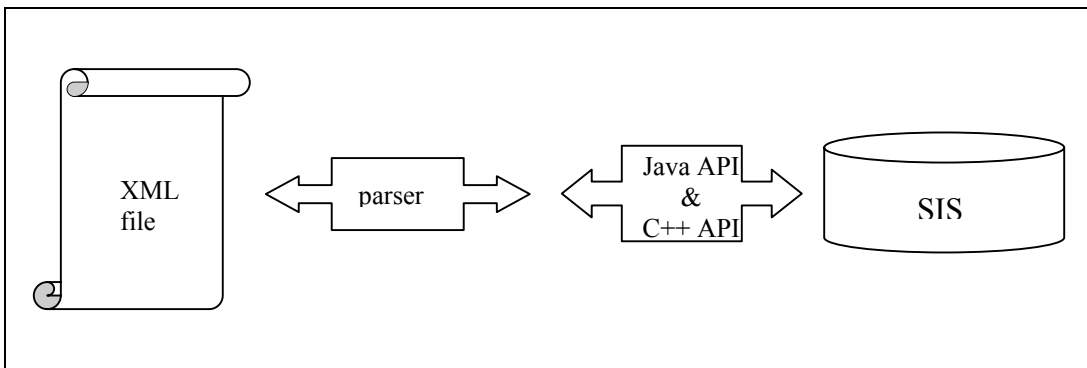 XML
file
parser
Java API
&
C++ API
SIS